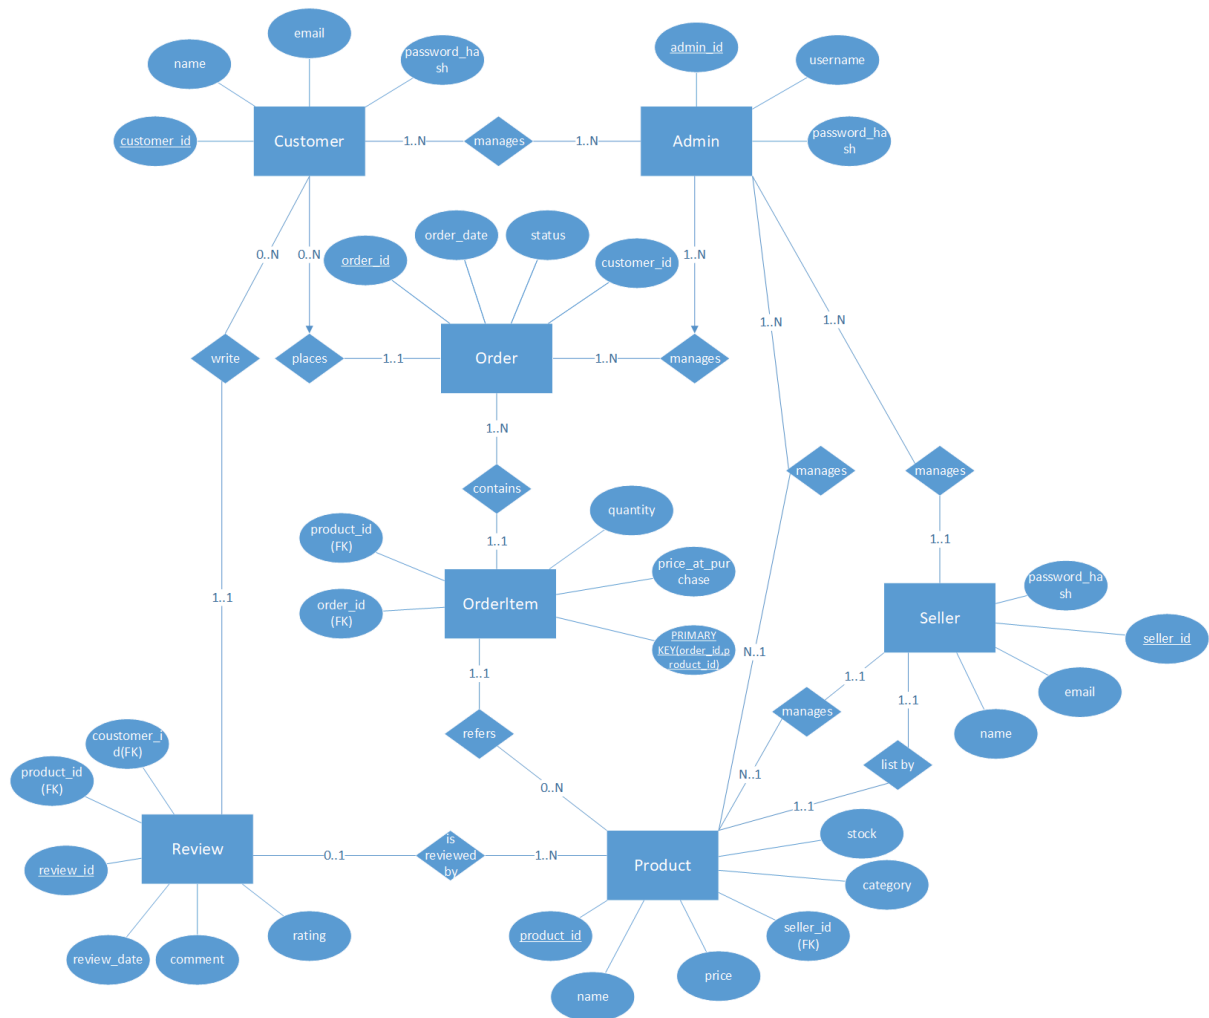 email
admin_id
name
password_ha
sh
username
customer_id
Customer
1..N
manages
1..N
Admin
password_ha
sh
order_date
status
0..N
0..N
order_id
customer_id
1..N
1..N
1..N
write
places
1..1
Order
1..N
manages
1..N
manages
manages
contains
quantity
product_id
(FK)
1..1
1..1
price_at_pu
rchase
password_ha
sh
1..1
order_id
(FK)
OrderItem
Seller
seller_id
PRIMARY
KEY(order_id,p
roduct_id)
N..1
1..1
1..1
email
1..1
manages
coustomer_i
d(FK)
refers
name
product_id
(FK)
list by
N..1
0..N
1..1
stock
Review
0..1
is
reviewed
by
1..N
Product
review_id
category
product_id
seller_id
(FK)
rating
review_date
comment
price
name